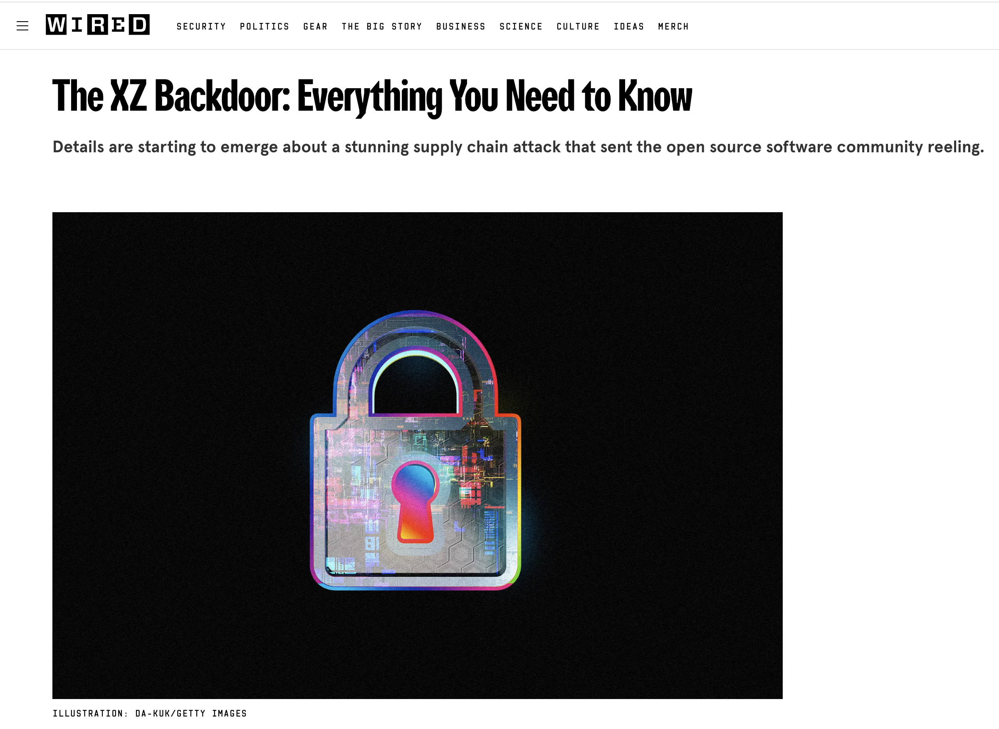 WIRED SECURITY POLITICS GEAR THE BIG STORY BUSINESS SCIENCE CULTURE IDEAS MERCH
The XZ Backdoor: Everything You Need to Know
Details are starting to emerge about a stunning supply chain attack that sent the open source software community reeling.
ILLUSTRATION: DA-KUK/GETTY IMAGES